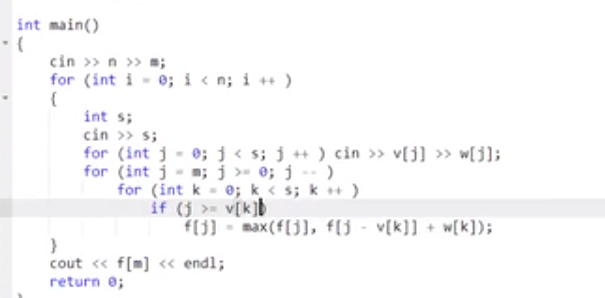 int main()
{
    cin >> n >> m;
    for (int i = 0; i < n; i ++ )
    {
        int s;
        cin >> s;
        for (int j = 0; j < s; j ++ ) cin >> v[j] >> w[j];
        for (int j = m; j >= 0; j -- )
            for (int k = 0; k < s; k ++ )
                if (j >= v[k])
                    f[j] = max(f[j], f[j - v[k]] + w[k]);
    }
    cout << f[m] << endl;
    return 0;
}